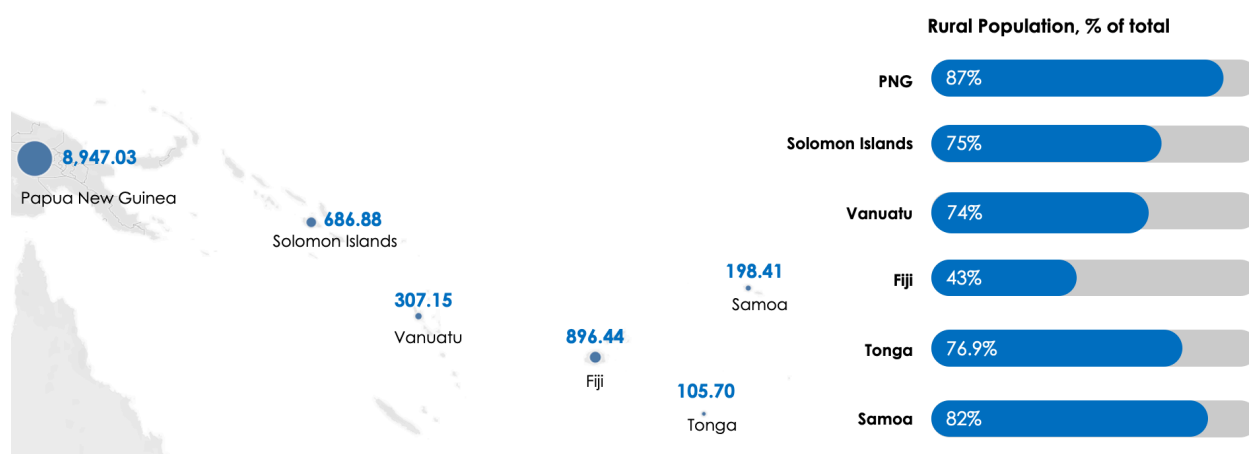 Rural Population, % of total
PNG 87%
Solomon Islands 75%
Vanuatu 74%
Fiji 43%
Tonga 76.9%
Samoa 82%
8,947.03
Papua New Guinea
686.88
Solomon Islands
307.15
Vanuatu
896.44
Fiji
198.41
Samoa
105.70
Tonga